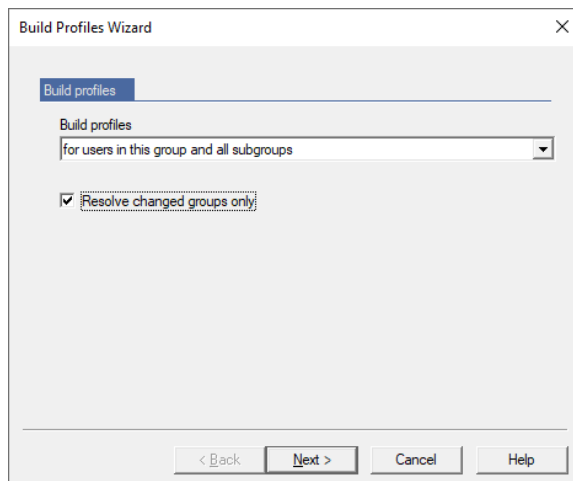 Build Profiles Wizard
Build profiles
Build profiles
for users in this group and all subgroups
Resolve changed groups only
< Back
Next >
Cancel
Help